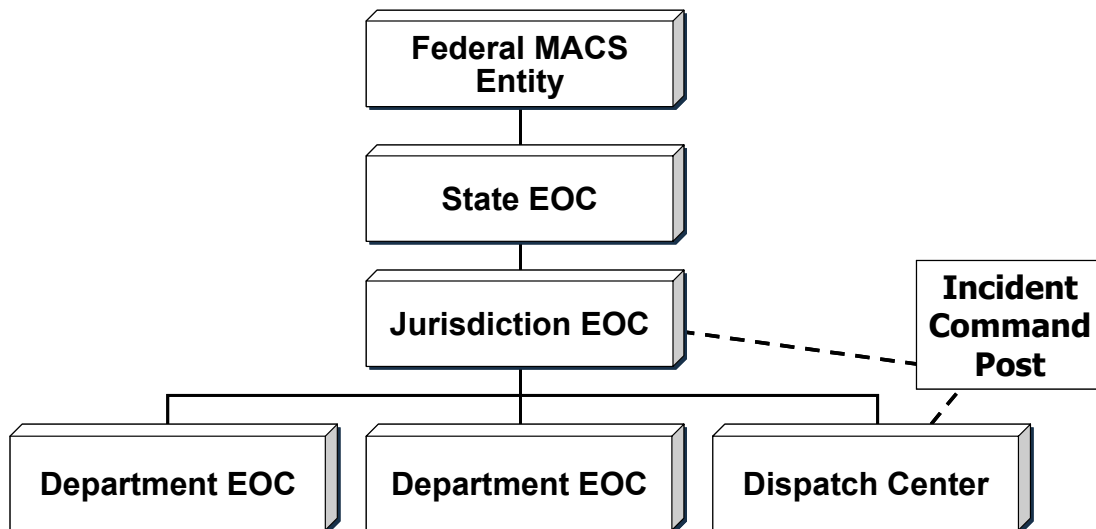 Federal MACS
Entity
State EOC
Jurisdiction EOC
Incident
Command
Post
Department EOC
Department EOC
Dispatch Center